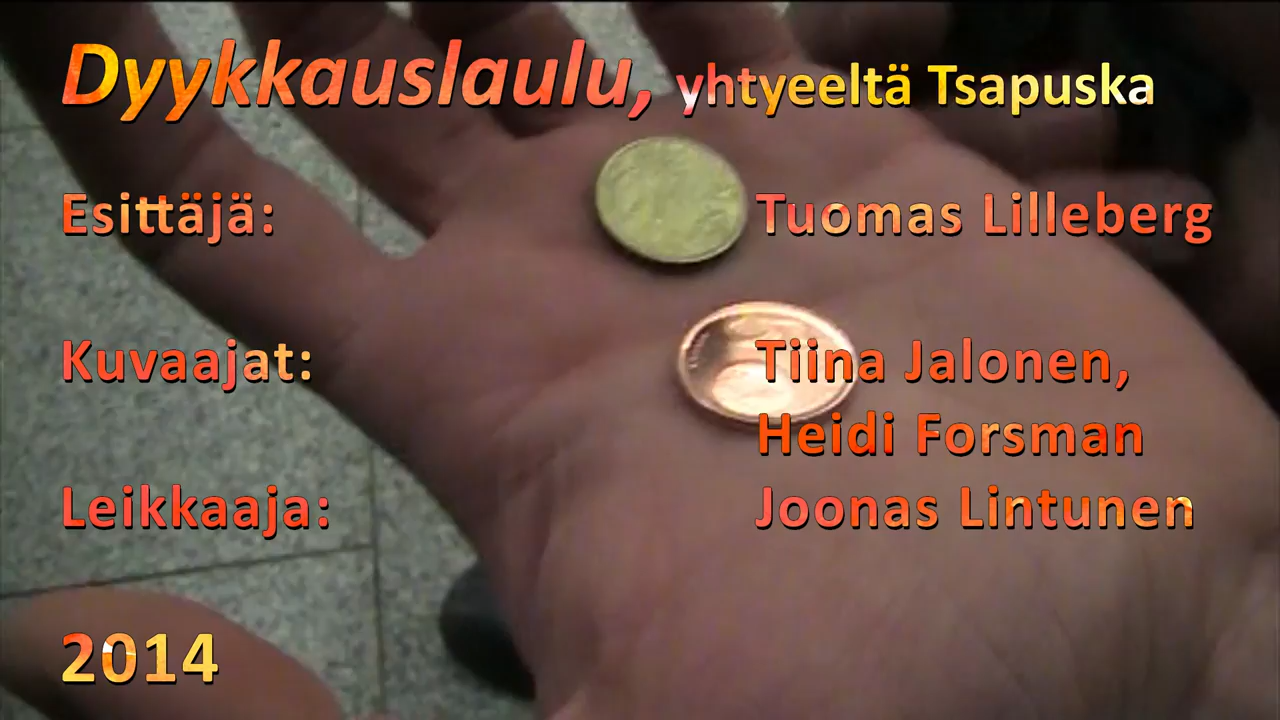 Dyykkauslaulu, yhtyeeltä Tsapuska
Esittäjä: Tuomas Lilleberg
Kuvaajat: Tiina Jalonen,
Heidi Forsman
Leikkaaja: Joonas Lintunen
2014